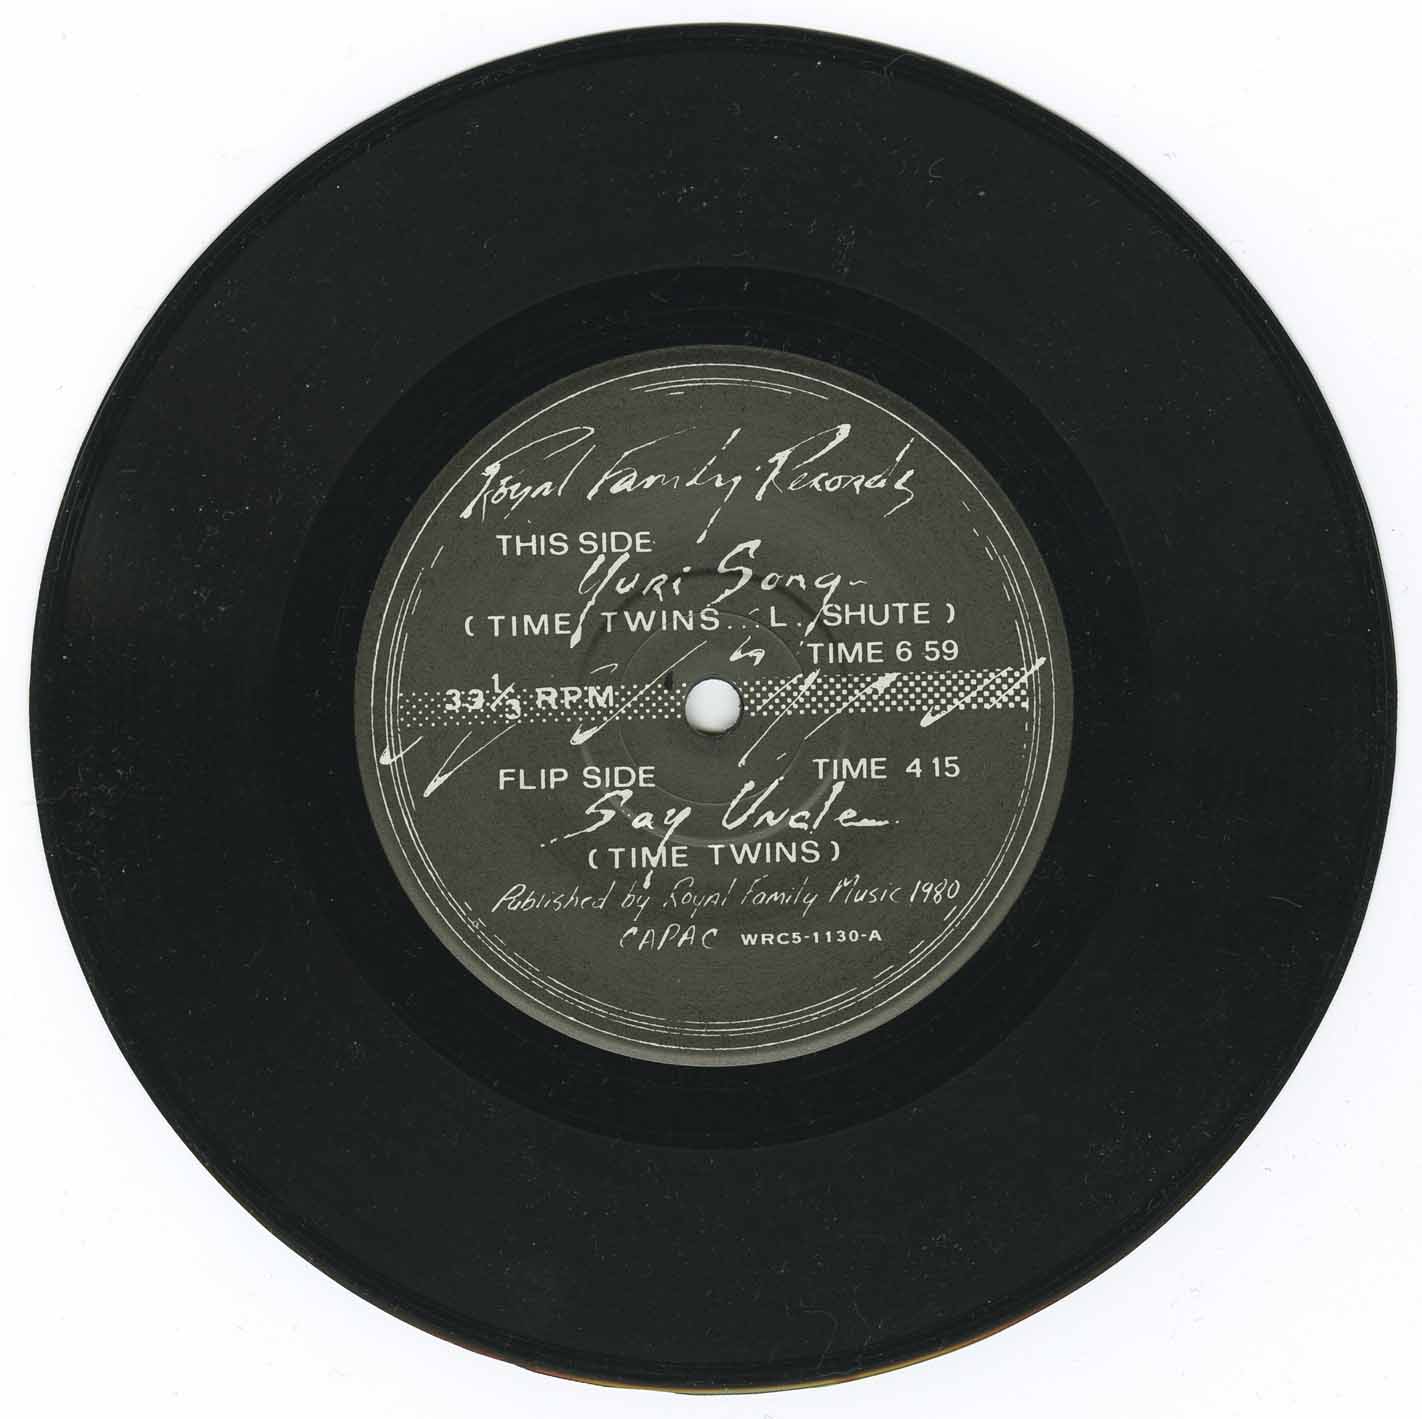 Royal Family Records
THIS SIDE
Yuri Song
(TIME TWINS... L. SHUTE)
TIME 6 59
33 1/3 RPM
FLIP SIDE TIME 4 15
Say Uncle
(TIME TWINS)
Published by Royal Family Music 1980
CAPAC WRC5-1130-A